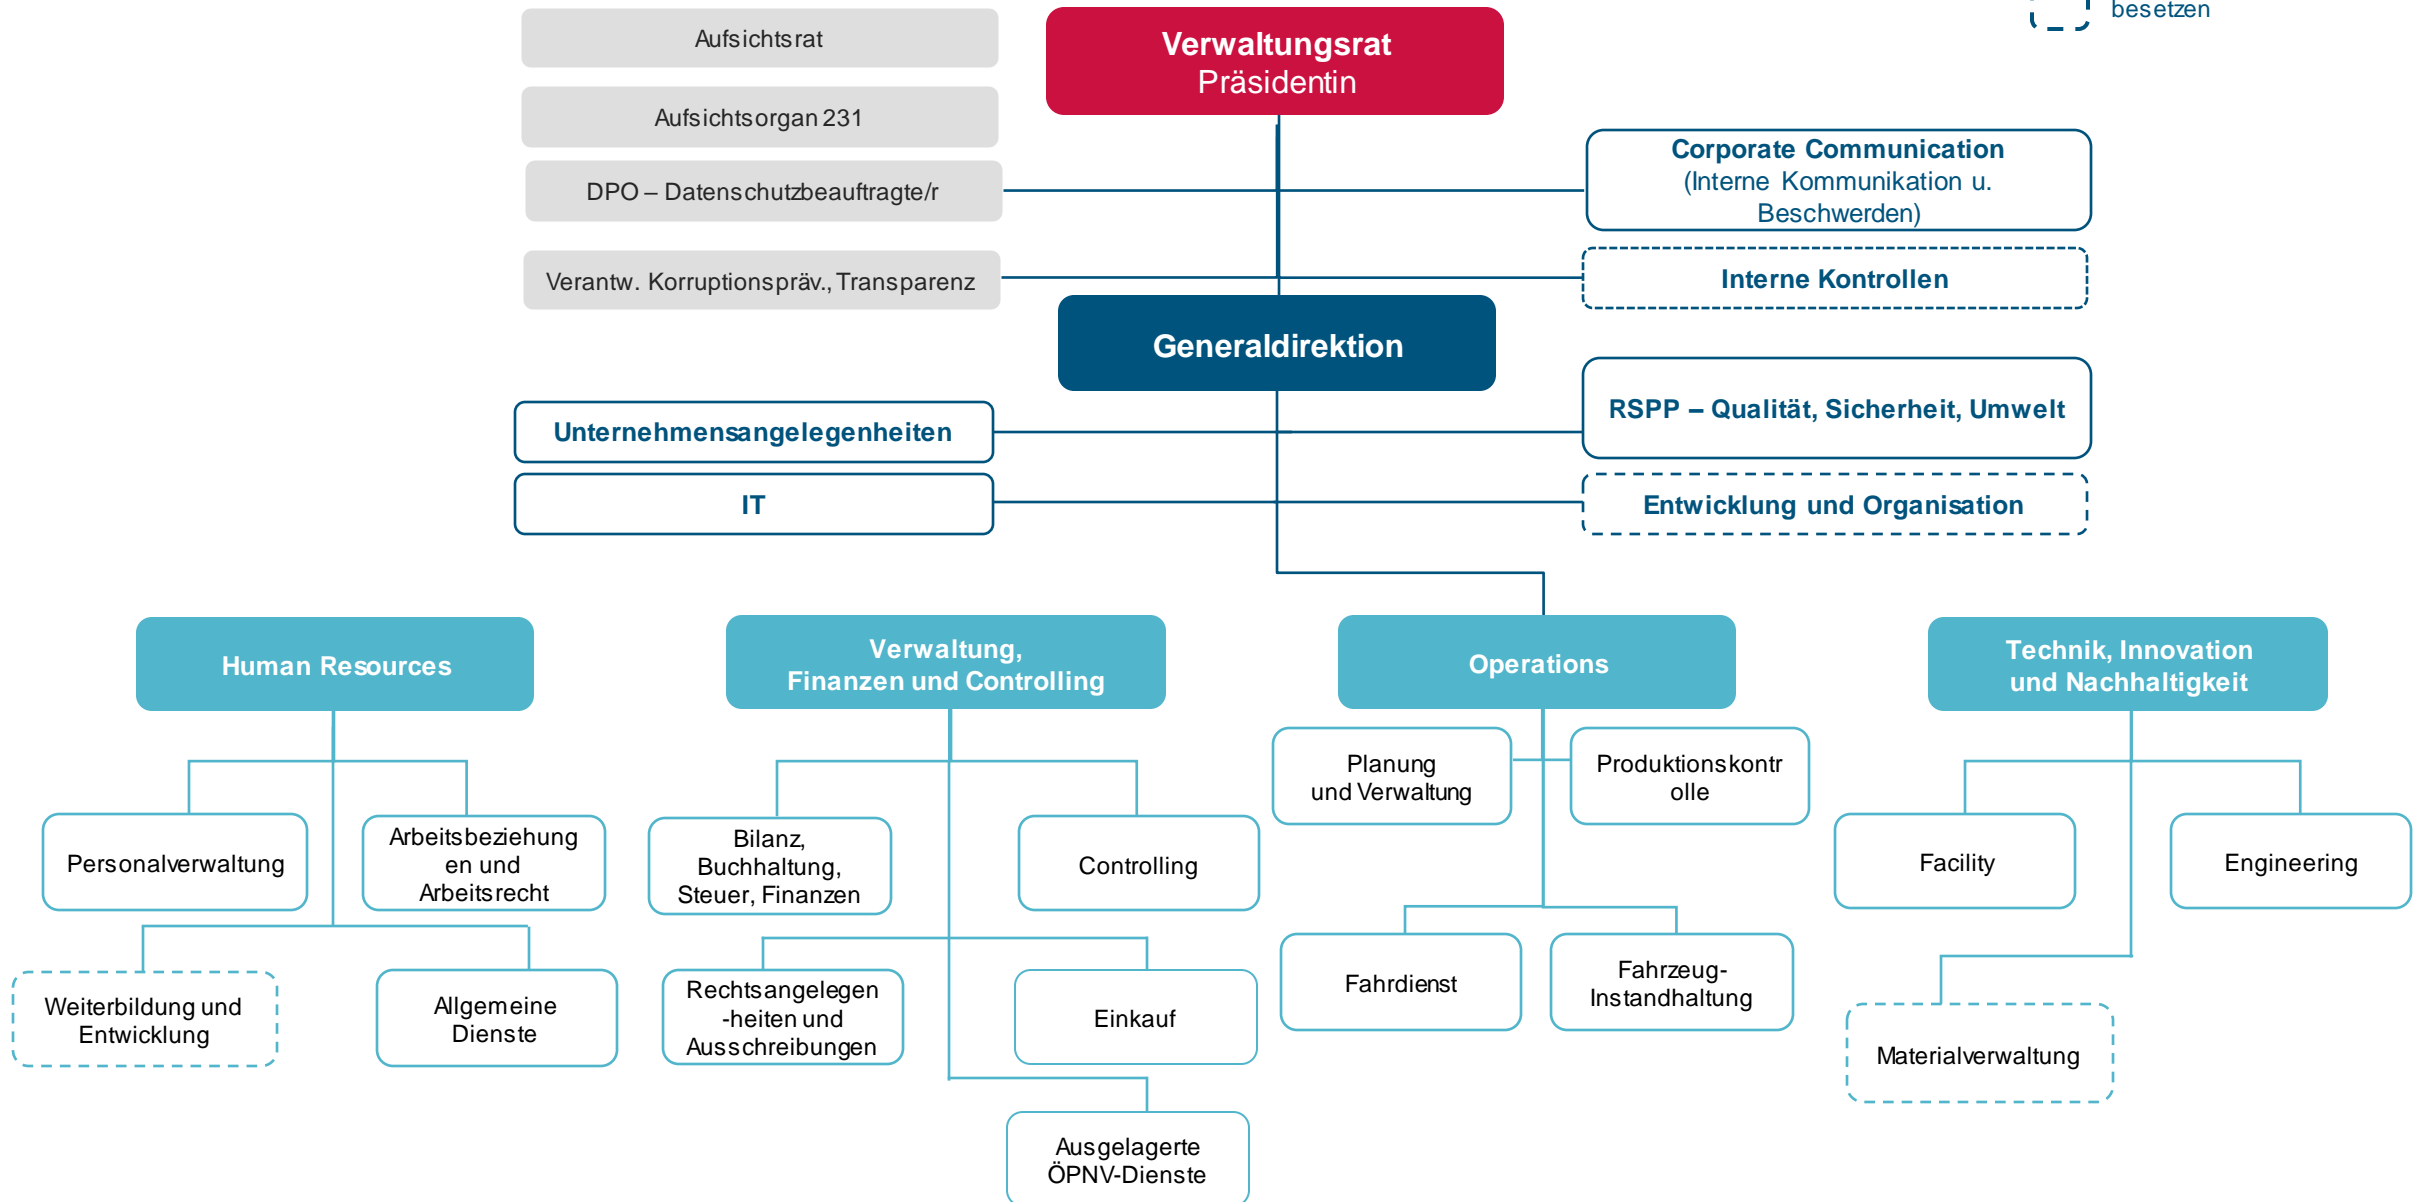 besetzen
Aufsichtsrat
Verwaltungsrat
Präsidentin
Aufsichtsorgan 231
Corporate Communication
(Interne Kommunikation u.
Beschwerden)
DPO – Datenschutzbeauftragte/r
Verantw. Korruptionspräv., Transparenz
Interne Kontrollen
Generaldirektion
RSPP – Qualität, Sicherheit, Umwelt
Unternehmensangelegenheiten
IT
Entwicklung und Organisation
Human Resources
Verwaltung,
Finanzen und Controlling
Operations
Technik, Innovation
und Nachhaltigkeit
Planung
und Verwaltung
Produktionskontr
olle
Personalverwaltung
Arbeitsbeziehung
en und
Arbeitsrecht
Bilanz,
Buchhaltung,
Steuer, Finanzen
Controlling
Facility
Engineering
Weiterbildung und
Entwicklung
Allgemeine
Dienste
Rechtsangelegen
-heiten und
Ausschreibungen
Einkauf
Fahrdienst
Fahrzeug-
Instandhaltung
Materialverwaltung
Ausgelagerte
ÖPNV-Dienste